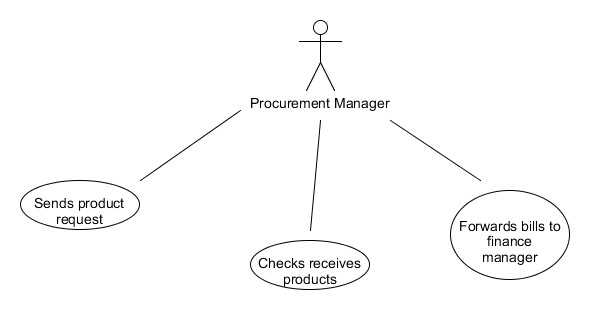 Procurement Manager
Sends product
request
Checks receives
products
Forwards bills to
finance
manager